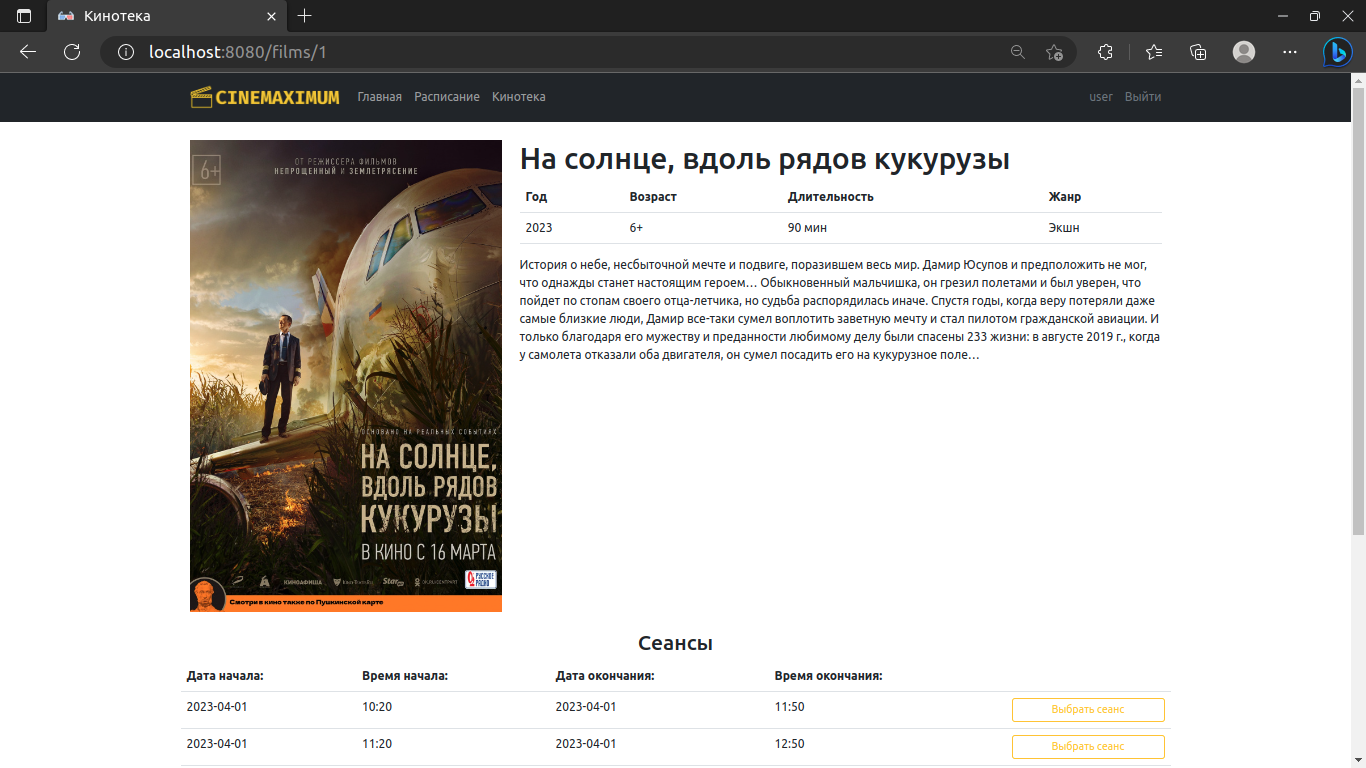 Кинотека
localhost:8080/films/1
CINEMAXIMUM Главная Расписание Кинотека user Выйти
6+
ОТ РЕЖИССЕРА ФИЛЬМОВ
НЕПРОЩЕННЫЙ И ЗЕМЛЕТРЯСЕНИЕ
ОСНОВАНО НА РЕАЛЬНЫХ СОБЫТИЯХ
НА СОЛНЦЕ,
ВДОЛЬ РЯДОВ
КУКУРУЗЫ
В КИНО С 16 МАРТА
КИНОАФИША
РУССКОЕ
РАДИО
Смотри в кино также по Пушкинской карте
На солнце, вдоль рядов кукурузы
Год Возраст Длительность Жанр
2023 6+ 90 мин Экшн
История о небе, несбыточной мечте и подвиге, поразившем весь мир. Дамир Юсупов и предположить не мог,
что однажды станет настоящим героем… Обыкновенный мальчишка, он грезил полетами и был уверен, что
пойдет по стопам своего отца-летчика, но судьба распорядилась иначе. Спустя годы, когда веру потеряли даже
самые близкие люди, Дамир все-таки сумел воплотить заветную мечту и стал пилотом гражданской авиации. И
только благодаря его мужеству и преданности любимому делу были спасены 233 жизни: в августе 2019 г., когда
у самолета отказали оба двигателя, он сумел посадить его на кукурузное поле…
Сеансы
Дата начала: Время начала: Дата окончания: Время окончания:
2023-04-01 10:20 2023-04-01 11:50 Выбрать сеанс
2023-04-01 11:20 2023-04-01 12:50 Выбрать сеанс